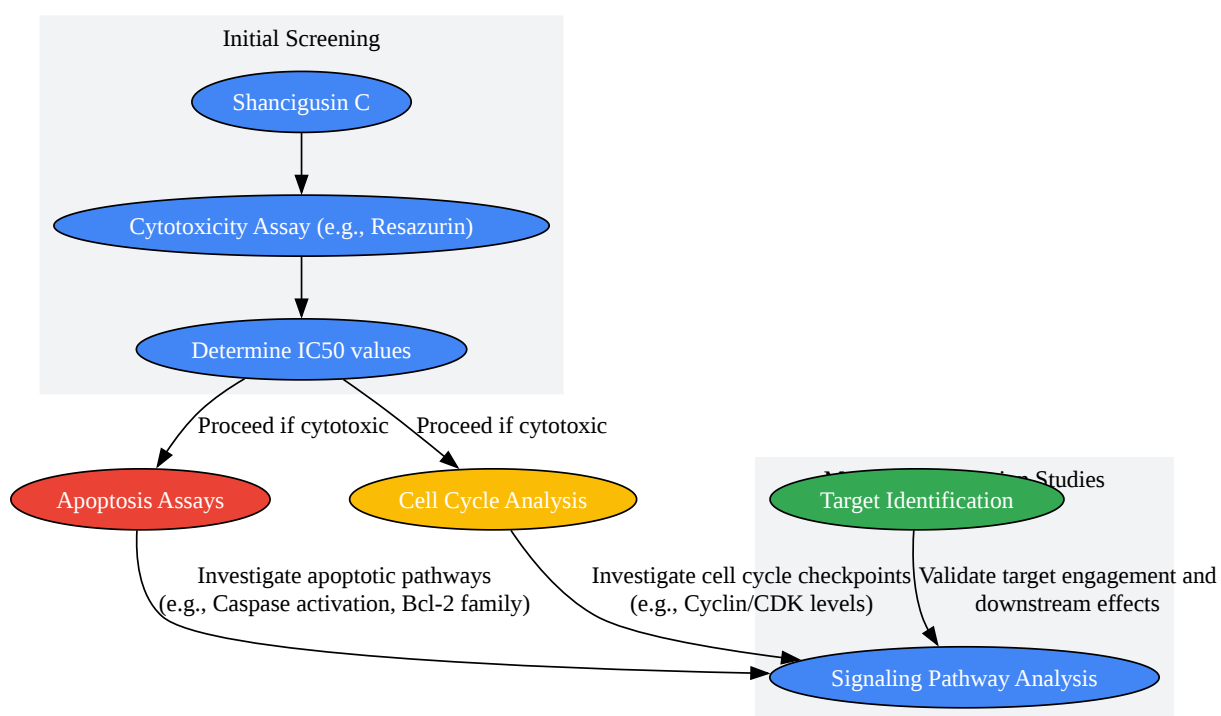 Initial Screening
Shancigusin C
Cytotoxicity Assay (e.g., Resazurin)
Determine IC50 values
Proceed if cytotoxic
Proceed if cytotoxic
Studies
Apoptosis Assays
Cell Cycle Analysis
Target Identification
Investigate apoptotic pathways
(e.g., Caspase activation, Bcl-2 family)
Investigate cell cycle checkpoints
(e.g., Cyclin/CDK levels)
Validate target engagement and
downstream effects
Signaling Pathway Analysis